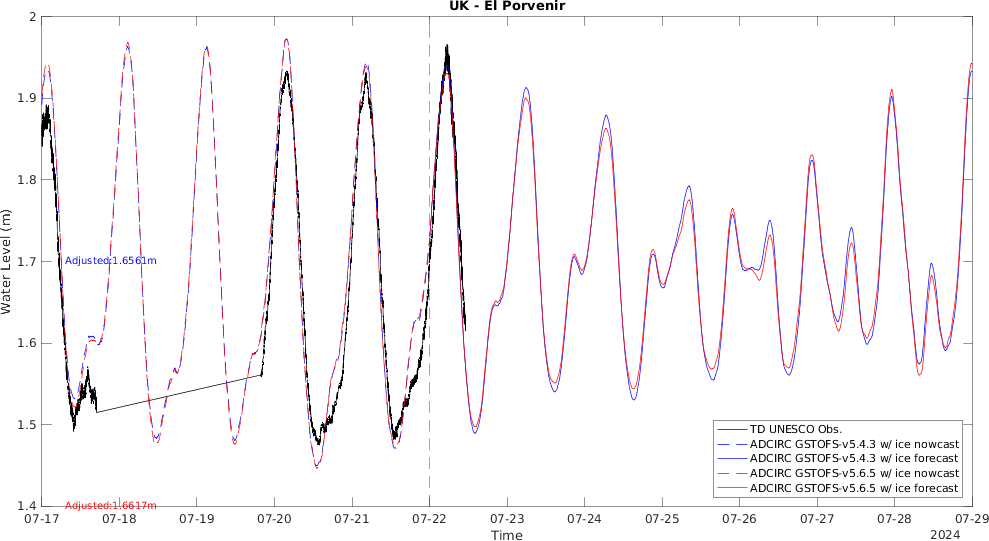 UK - El Porvenir
2
1.9
1.8
1.7
1.6
1.5
1.4
Water Level (m)
Adjusted:1.6561m
Adjusted:1.6617m
TD UNESCO Obs.
ADCIRC GSTOFS-v5.4.3 w/ ice nowcast
ADCIRC GSTOFS-v5.4.3 w/ ice forecast
ADCIRC GSTOFS-v5.6.5 w/ ice nowcast
ADCIRC GSTOFS-v5.6.5 w/ ice forecast
07-17 07-18 07-19 07-20 07-21 07-22 07-23 07-24 07-25 07-26 07-27 07-28 07-29
Time
2024